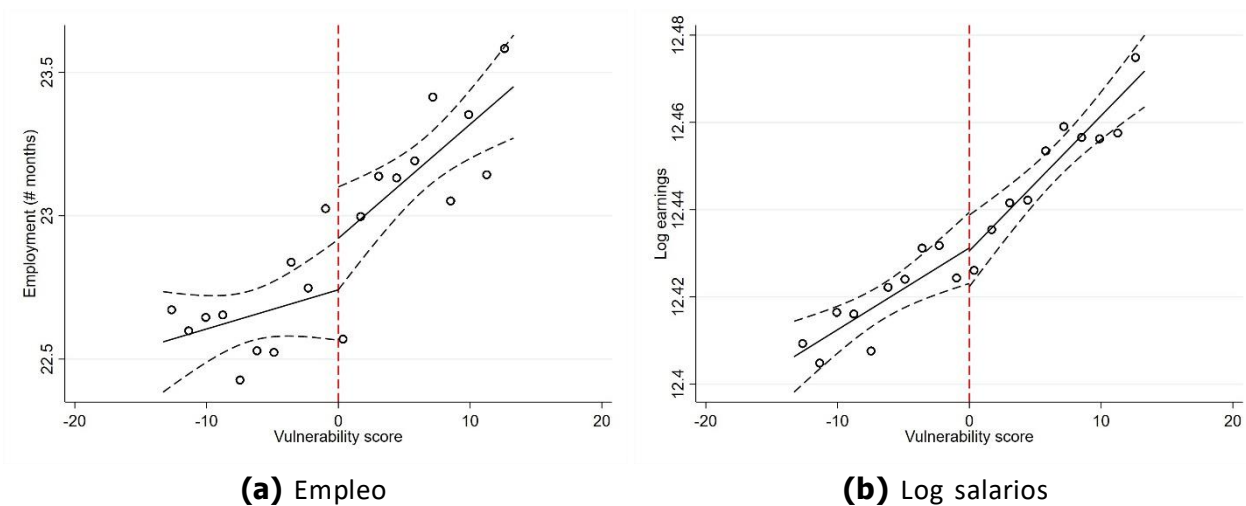 Employment (# months)
23.5
23
22.5
-20 -10 0 10 20
Vulnerability score
(a) Empleo
Log earnings
12.48
12.46
12.44
12.42
12.4
-20 -10 0 10 20
Vulnerability score
(b) Log salarios